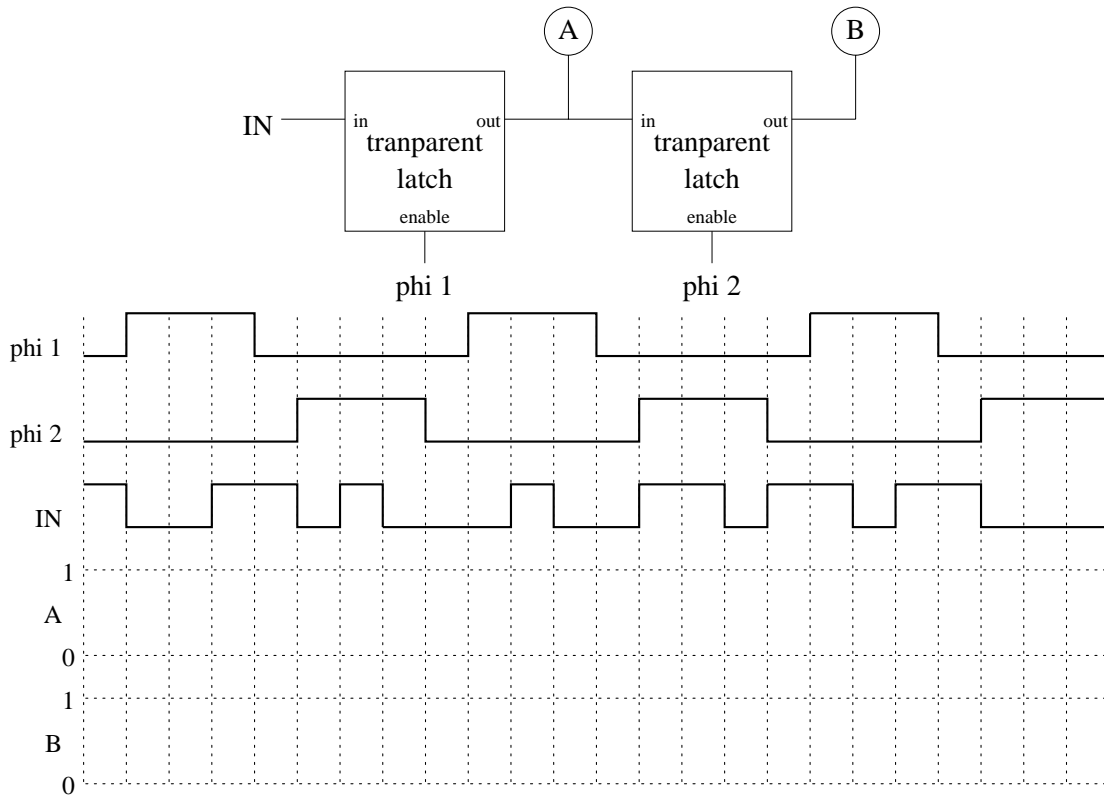 A B
IN in out in out
tranparent tranparent
latch latch
enable enable
phi 1 phi 2
phi 1
phi 2
IN
1
A
0
1
B
0